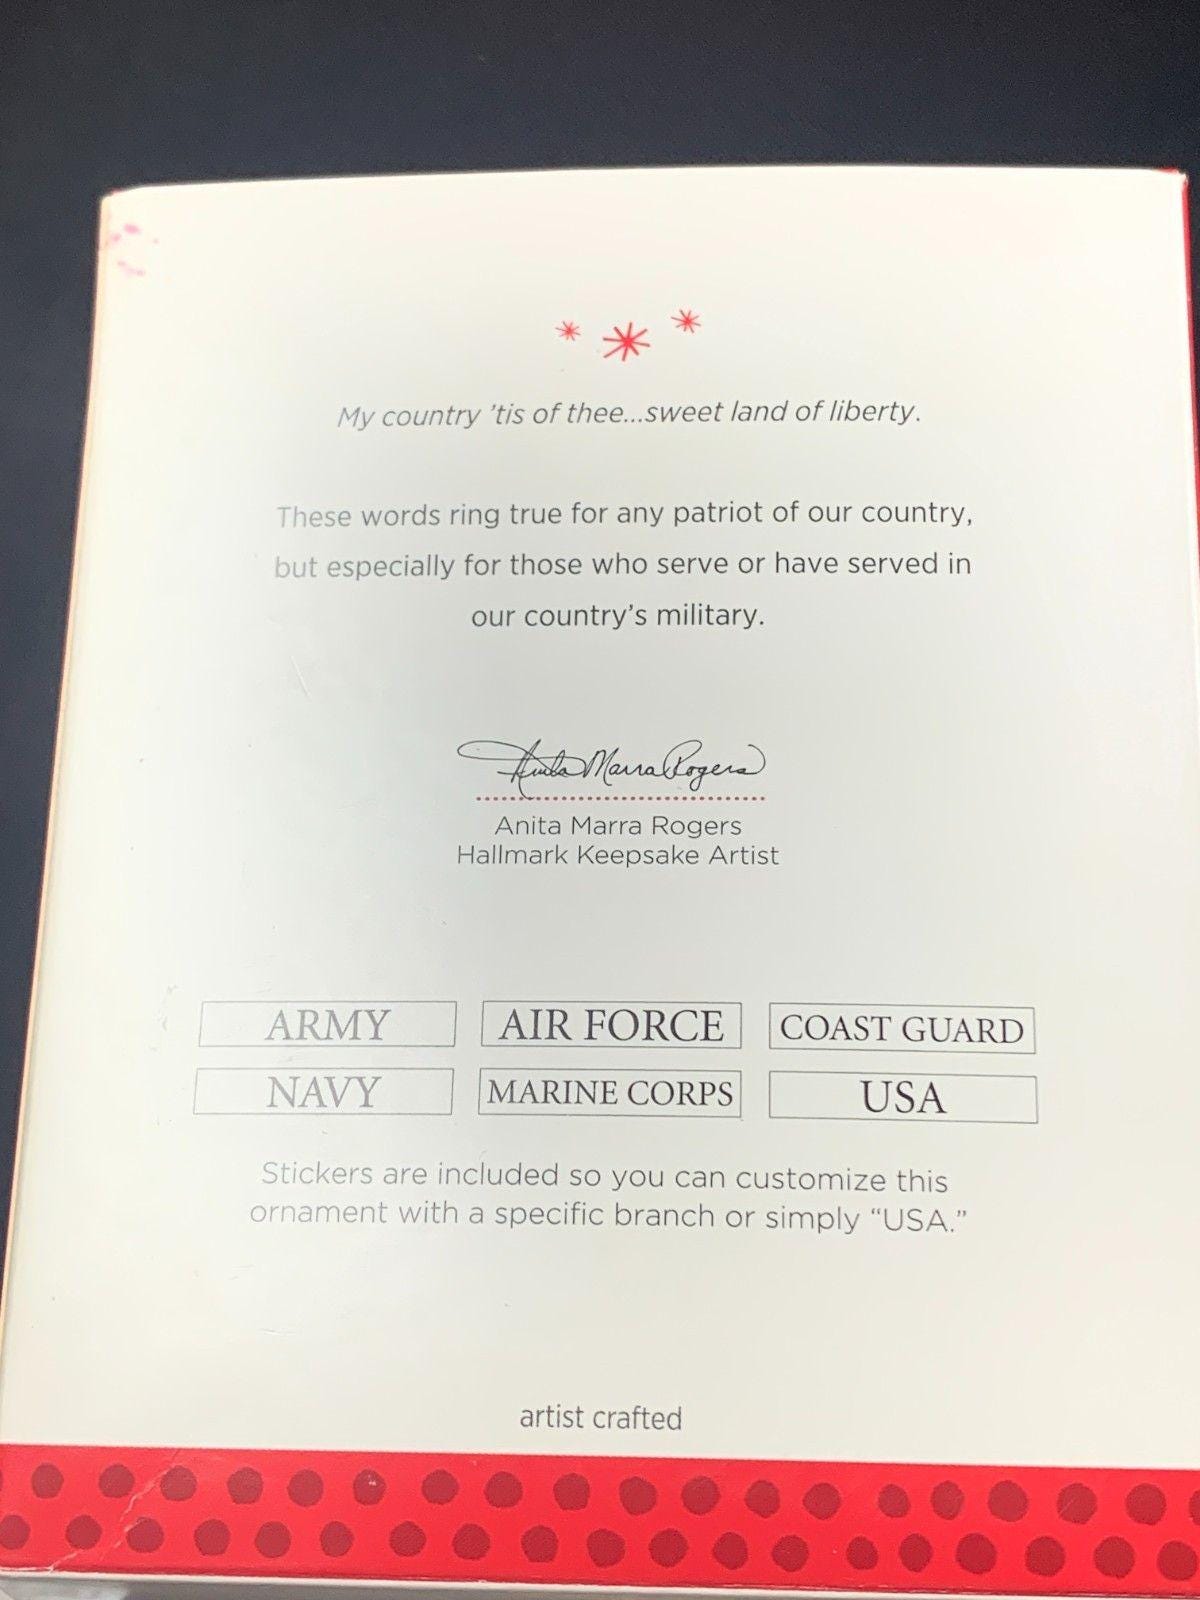 My country 'tis of thee...sweet land of liberty.
These words ring true for any patriot of our country,
but especially for those who serve or have served in
our country's military.
Anita Marra Rogers
Anita Marra Rogers
Hallmark Keepsake Artist
ARMY AIR FORCE COAST GUARD
NAVY MARINE CORPS USA
Stickers are included so you can customize this
ornament with a specific branch or simply “USA.”
artist crafted